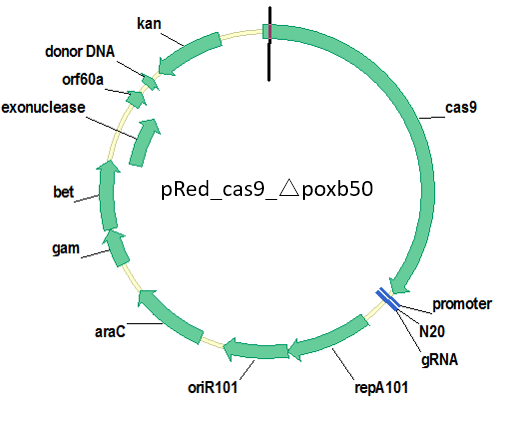 kan
donor DNA
orf60a
exonuclease
cas9
pRed_cas9_△poxb50
bet
gam
promoter
N20
gRNA
araC
oriR101
repA101